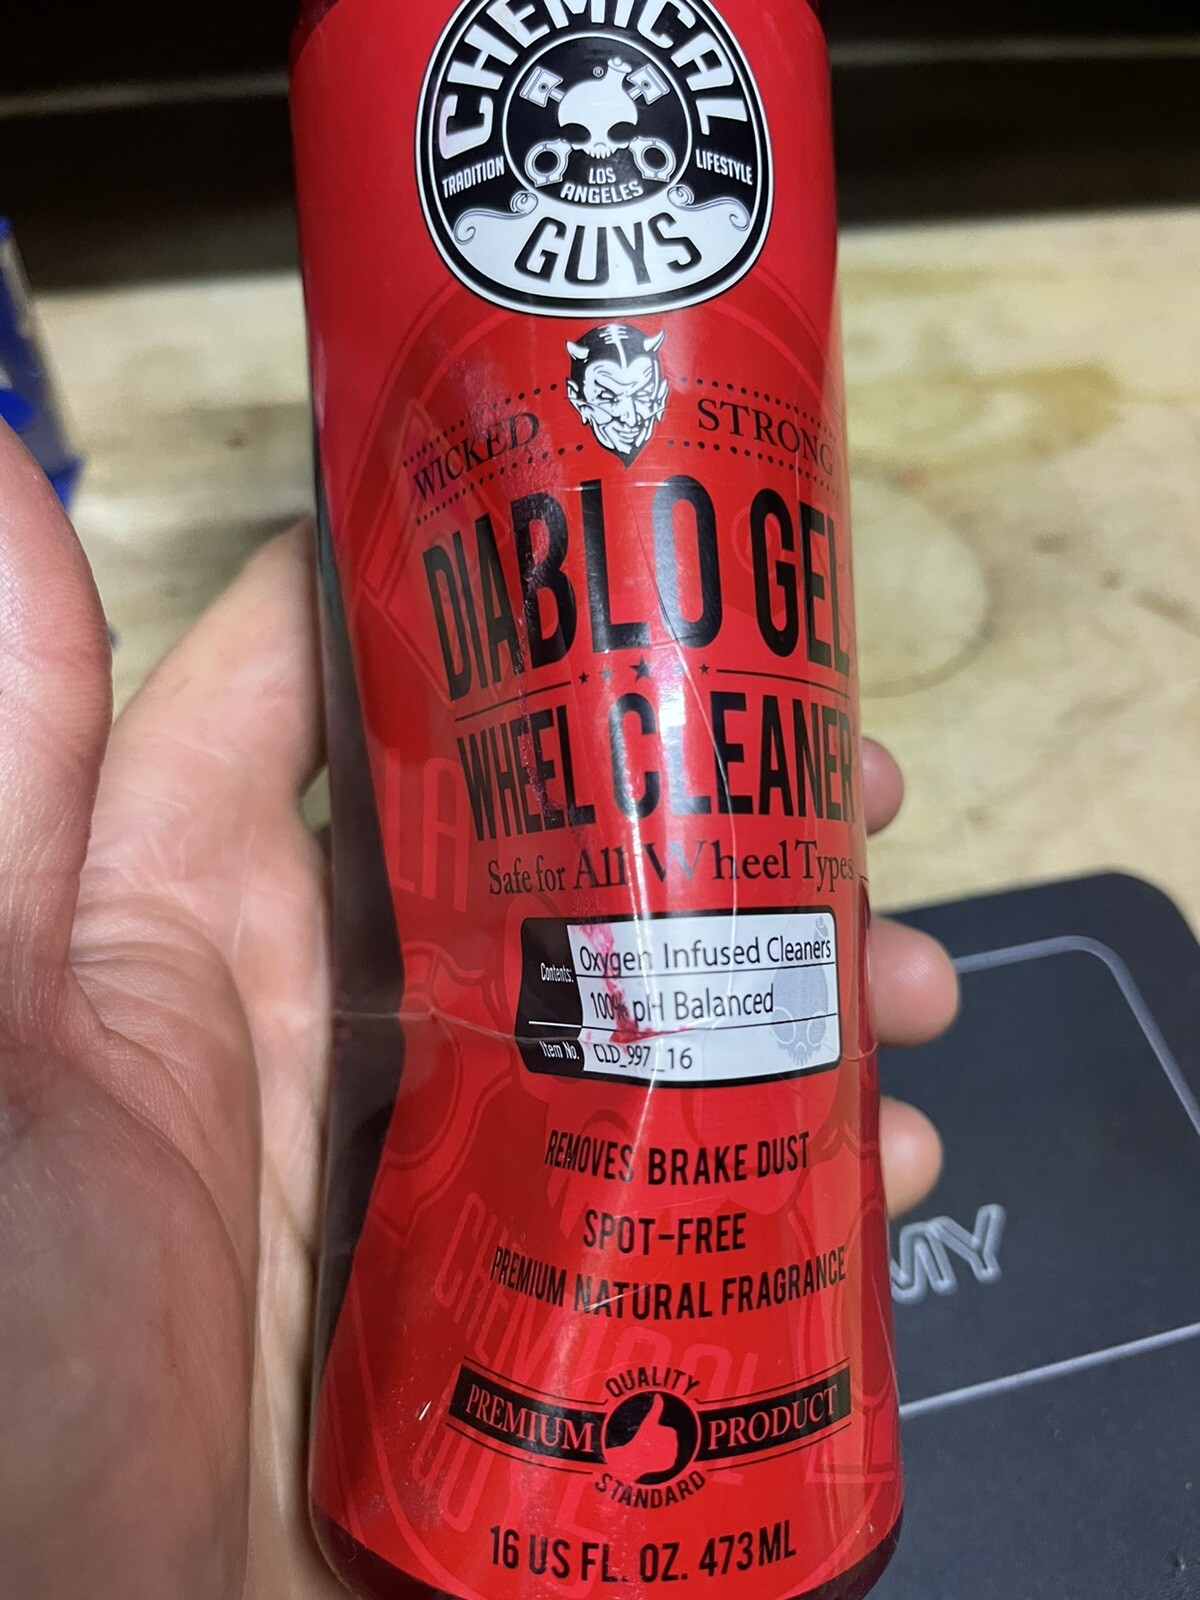 CHEMICAL
®
TRADITION
LOS
ANGELES
LIFESTYLE
GUYS
WICKED STRONG
DIABLO GEL
WHEEL CLEANER
Safe for All Wheel Types
Contents: Oxygen Infused Cleaners
100% pH Balanced
Item No. CLD_997_16
REMOVES BRAKE DUST
SPOT-FREE
PREMIUM NATURAL FRAGRANCE
QUALITY
PREMIUM PRODUCT
STANDARD
16 US FL. OZ. 473ML
CHEMICAL
GUYS